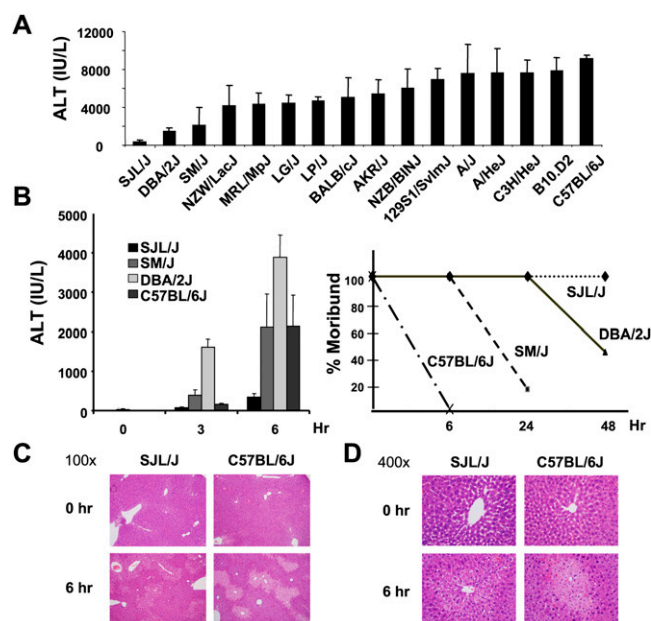 A
ALT (IU/L)
12000
8000
4000
0
SJL/J
DBA/2J
SM/J
NZW/LacJ
MRL/MpJ
LG/J
LP/J
BALB/cJ
AKR/J
NZB/BINJ
129S1/SvImJ
A/J
A/HeJ
C3H/HeJ
B10.D2
C57BL/6J
B
ALT (IU/L)
5000
4000
3000
2000
1000
0
SJL/J
SM/J
DBA/2J
C57BL/6J
0 3 6 Hr
% Moribund
100
80
60
40
20
SJL/J
DBA/2J
SM/J
C57BL/6J
6 24 Hr 48
C
100x SJL/J C57BL/6J
0 hr
6 hr
D
400x SJL/J C57BL/6J
0 hr
6 hr